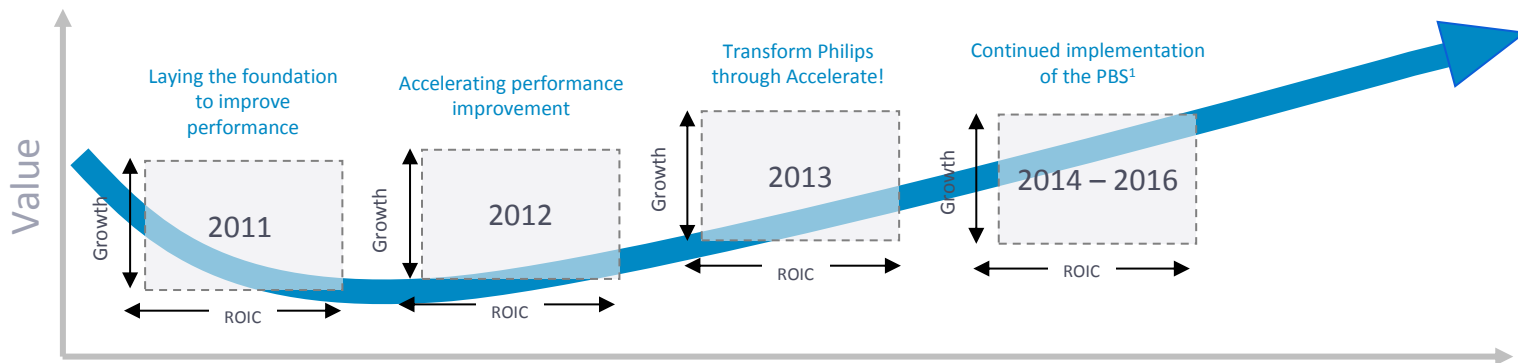 Value
Laying the foundation
to improve
performance
Growth
2011
ROIC
Accelerating performance
improvement
Growth
2012
ROIC
Transform Philips
through Accelerate!
Growth
2013
ROIC
Continued implementation
of the PBS¹
Growth
2014 – 2016
ROIC